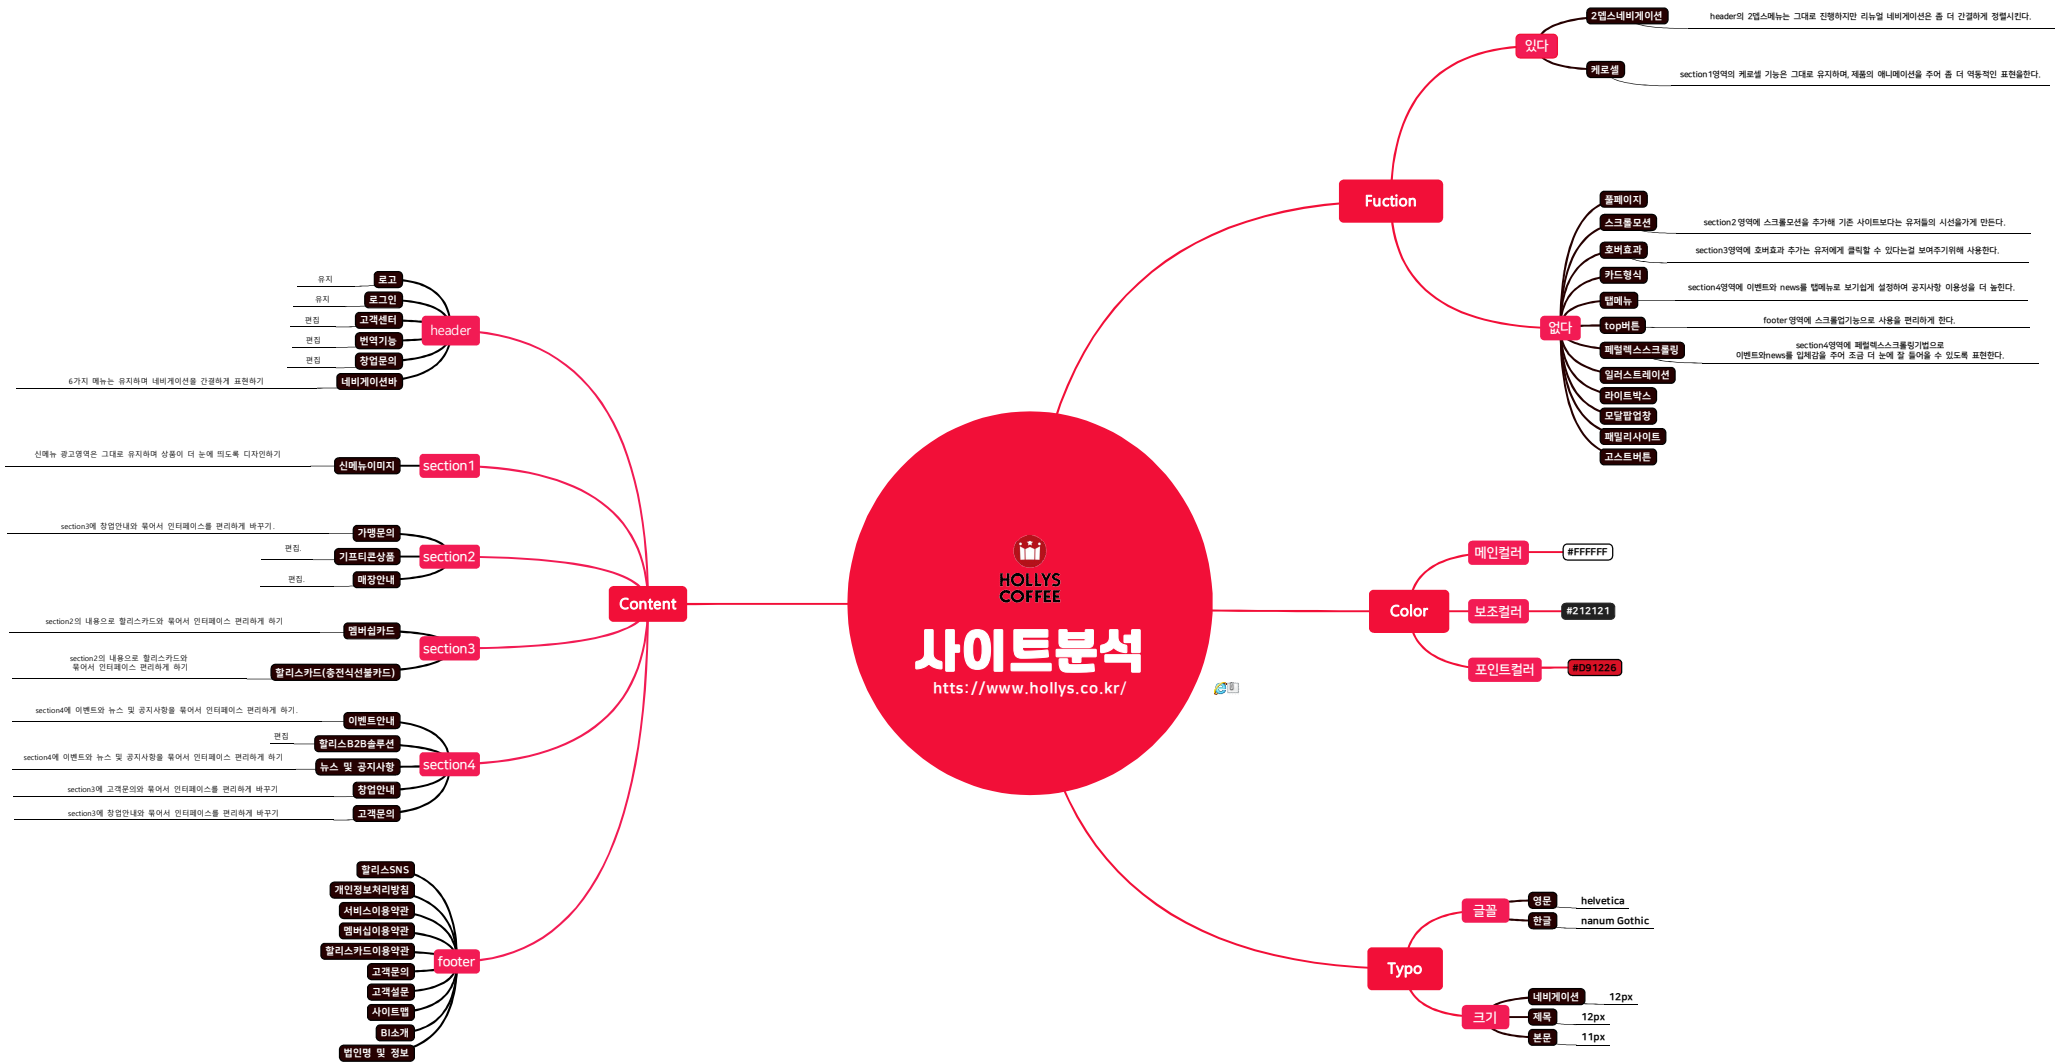 HOLLYS
COFFEE
사이트분석
htts://www.hollys.co.kr/
Fuction
있다
2뎁스네비게이션
header의 2뎁스메뉴는 그대로 진행하지만 리뉴얼 네비게이션은 좀 더 간결하게 정렬시킨다.
케로셀
section1영역의 케로셀 기능은 그대로 유지하며, 제품의 애니메이션을 주어 좀 더 역동적인 표현을한다.
없다
풀페이지
스크롤모션
section2 영역에 스크롤모션을 추가해 기존 사이트보다는 유저들의 시선을가게 만든다.
호버효과
section3영역에 호버효과 추가는 유저에게 클릭할 수 있다는걸 보여주기위해 사용한다.
카드형식
탭메뉴
section4영역에 이벤트와 news를 탭메뉴로 보기쉽게 설정하여 공지사항 이용성을 더 높힌다.
top버튼
footer영역에 스크롤업기능으로 사용을 편리하게 한다.
페럴렉스스크롤링
section4영역에 페럴렉스스크롤링기법으로
이벤트와news를 입체감을 주어 조금 더 눈에 잘 들어올 수 있도록 표현한다.
일러스트레이션
라이트박스
모달팝업창
패밀리사이트
고스트버튼
Color
메인컬러
#FFFFFF
보조컬러
#212121
포인트컬러
#D91226
Typo
글꼴
영문
helvetica
한글
nanum Gothic
크기
네비게이션
12px
제목
12px
본문
11px
Content
header
로고
유지
로그인
유지
고객센터
편집
번역기능
편집
창업문의
편집
네비게이션바
6가지 메뉴는 유지하며 네비게이션을 간결하게 표현하기
section1
신메뉴이미지
신메뉴 광고영역은 그대로 유지하며 상품이 더 눈에 띄도록 디자인하기
section2
가맹문의
section3에 창업안내와 묶어서 인터페이스를 편리하게 바꾸기.
기프티콘상품
편집.
매장안내
편집.
section3
멤버쉽카드
section2의 내용으로 할리스카드와 묶어서 인터페이스 편리하게 하기
할리스카드(충전식선불카드)
section2의 내용으로 할리스카드와
묶어서 인터페이스 편리하게 하기
section4
이벤트안내
section4에 이벤트와 뉴스 및 공지사항을 묶어서 인터페이스 편리하게 하기.
할리스B2B솔루션
편집
뉴스 및 공지사항
section4에 이벤트와 뉴스 및 공지사항을 묶어서 인터페이스 편리하게 하기
창업안내
section3에 고객문의와 묶어서 인터페이스를 편리하게 바꾸기
고객문의
section3에 창업안내와 묶어서 인터페이스를 편리하게 바꾸기
footer
할리스SNS
개인정보처리방침
서비스이용약관
멤버십이용약관
할리스카드이용약관
고객문의
고객설문
사이트맵
BI소개
법인명 및 정보